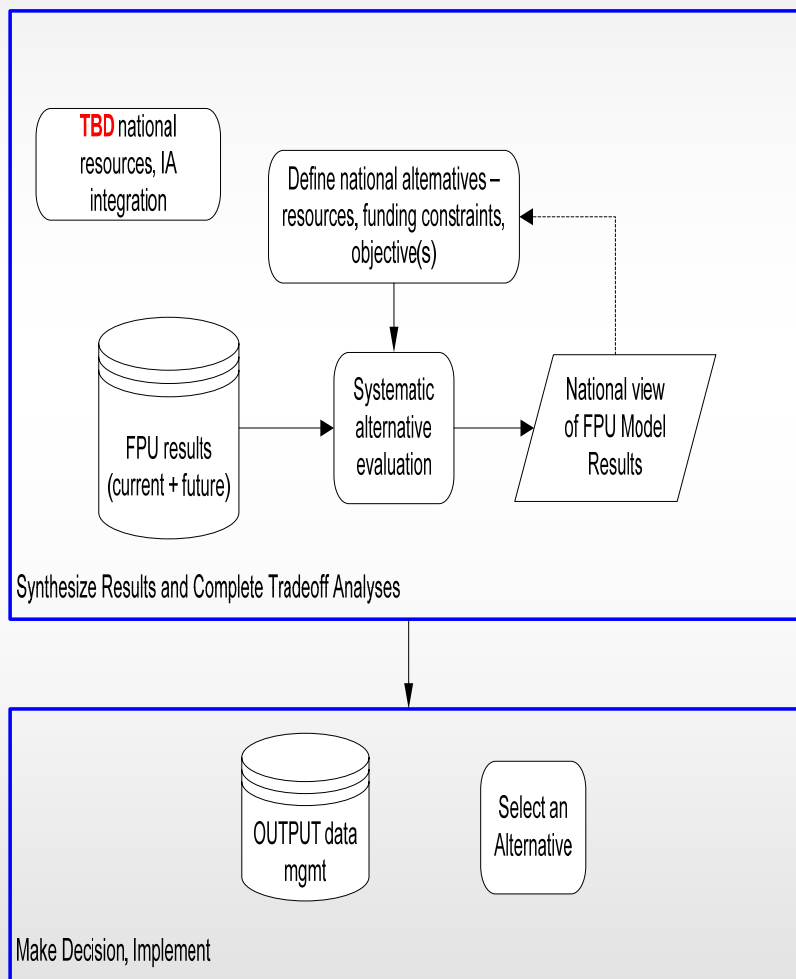 TBD national
resources, IA
integration
Define national alternatives –
resources, funding constraints,
objective(s)
FPU results
(current + future)
Systematic
alternative
evaluation
National view
of FPU Model
Results
Synthesize Results and Complete Tradeoff Analyses
OUTPUT data
mgmt
Select an
Alternative
Make Decision, Implement